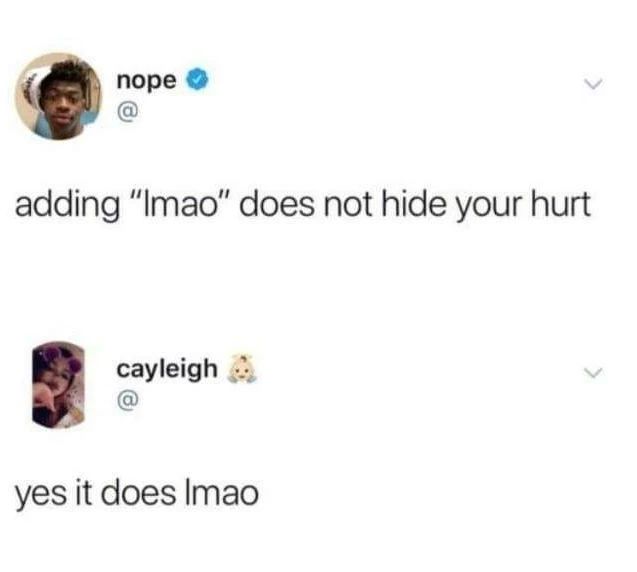 nope
@
adding "lmao" does not hide your hurt
cayleigh
@
yes it does lmao